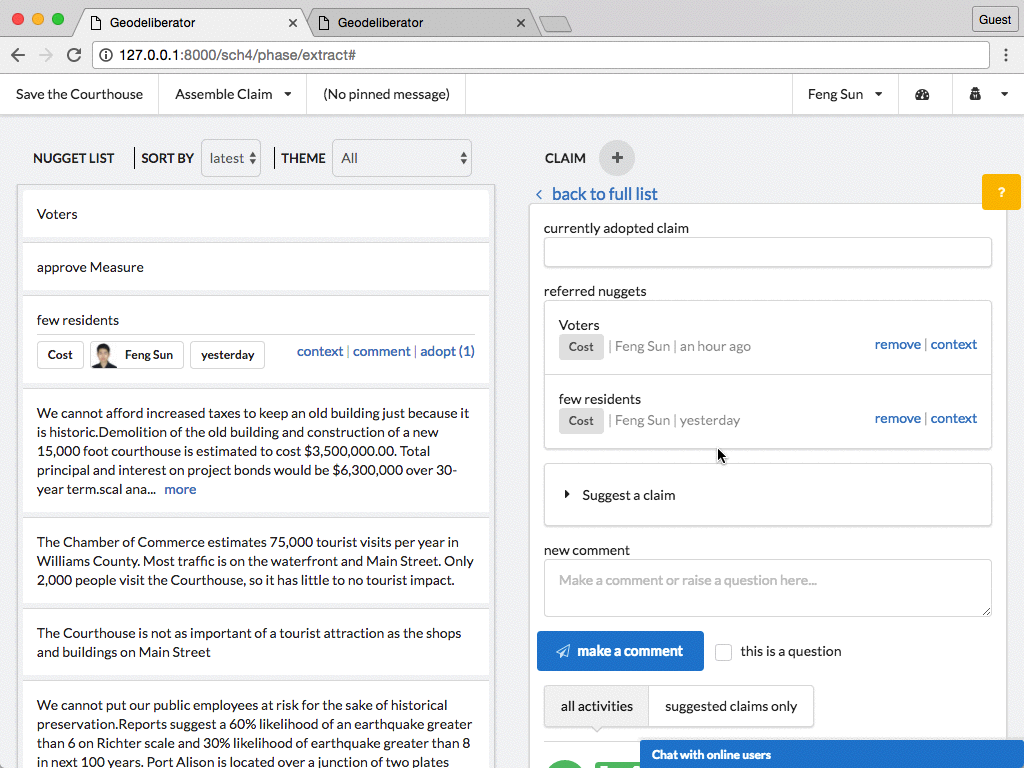 Geodeliberator
Geodeliberator
Guest
127.0.0.1:8000/sch4/phase/extract#
Save the Courthouse
Assemble Claim
(No pinned message)
Feng Sun
NUGGET LIST
SORT BY
latest
THEME
All
Voters
approve Measure
few residents
Cost
Feng Sun
yesterday
context | comment | adopt (1)
We cannot afford increased taxes to keep an old building just because it
is historic.Demolition of the old building and construction of a new
15,000 foot courthouse is estimated to cost $3,500,000.00. Total
principal and interest on project bonds would be $6,300,000 over 30-
year term.scal ana... more
The Chamber of Commerce estimates 75,000 tourist visits per year in
Williams County. Most traffic is on the waterfront and Main Street. Only
2,000 people visit the Courthouse, so it has little to no tourist impact.
The Courthouse is not as important of a tourist attraction as the shops
and buildings on Main Street
We cannot put our public employees at risk for the sake of historical
preservation.Reports suggest a 60% likelihood of an earthquake greater
than 6 on Richter scale and 30% likelihood of earthquake greater than 8
in next 100 years. Port Alison is located over a junction of two plates
CLAIM
+
< back to full list
?
currently adopted claim
referred nuggets
Voters
Cost | Feng Sun | an hour ago
remove | context
few residents
Cost | Feng Sun | yesterday
remove | context
Suggest a claim
new comment
Make a comment or raise a question here...
make a comment
this is a question
all activities
suggested claims only
Chat with online users